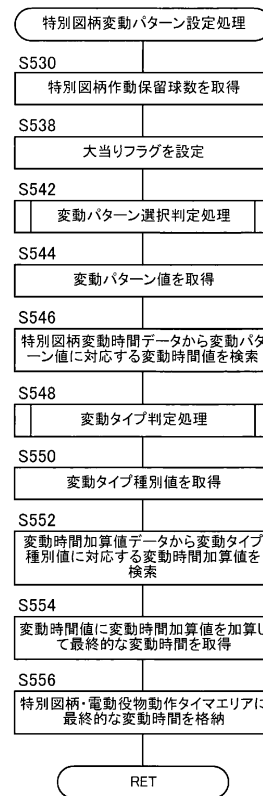 特別図柄変動パターン設定処理
S530
特別図柄作動保留球数を取得
S538
大当りフラグを設定
S542
変動パターン選択判定処理
S544
変動パターン値を取得
S546
特別図柄変動時間データから変動パタ
ーン値に対応する変動時間値を検索
S548
変動タイプ判定処理
S550
変動タイプ種別値を取得
S552
変動時間加算値データから変動タイプ
種別値に対応する変動時間加算値を
検索
S554
変動時間値に変動時間加算値を加算し
て最終的な変動時間を取得
S556
特別図柄・電動役物動作タイマエリアに
最終的な変動時間を格納
RET